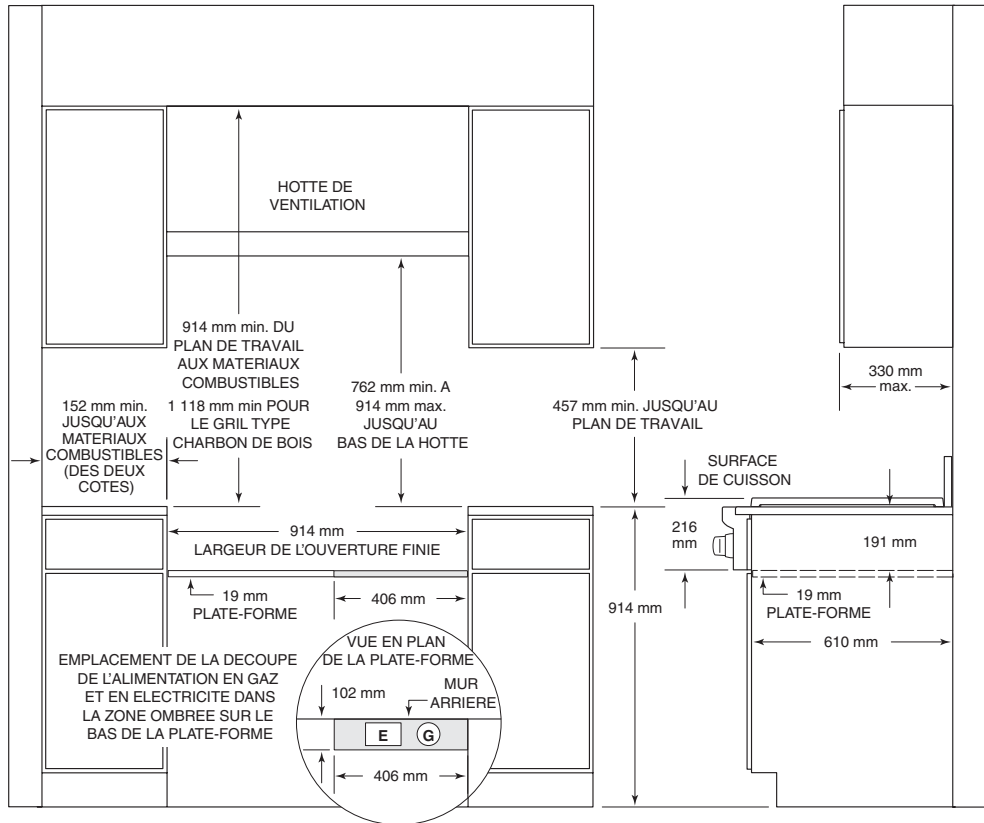 HOTTE DE
VENTILATION
914 mm min. DU
PLAN DE TRAVAIL
AUX MATERIAUX
COMBUSTIBLES
1 118 mm min POUR
LE GRIL TYPE
CHARBON DE BOIS
762 mm min. A
914 mm max.
JUSQU'AU
BAS DE LA HOTTE
152 mm min.
JUSQU'AUX
MATERIAUX
COMBUSTIBLES
(DES DEUX
COTES)
457 mm min. JUSQU'AU
PLAN DE TRAVAIL
330 mm
max.
SURFACE
DE CUISSON
914 mm
LARGEUR DE L'OUVERTURE FINIE
216
mm
191 mm
19 mm
PLATE-FORME
406 mm
914 mm
19 mm
PLATE-FORME
610 mm
EMPLACEMENT DE LA DECOUPE
DE L'ALIMENTATION EN GAZ
ET EN ELECTRICITE DANS
LA ZONE OMBREE SUR LE
BAS DE LA PLATE-FORME
VUE EN PLAN
DE LA PLATE-FORME
102 mm
MUR
ARRIERE
E
G
406 mm